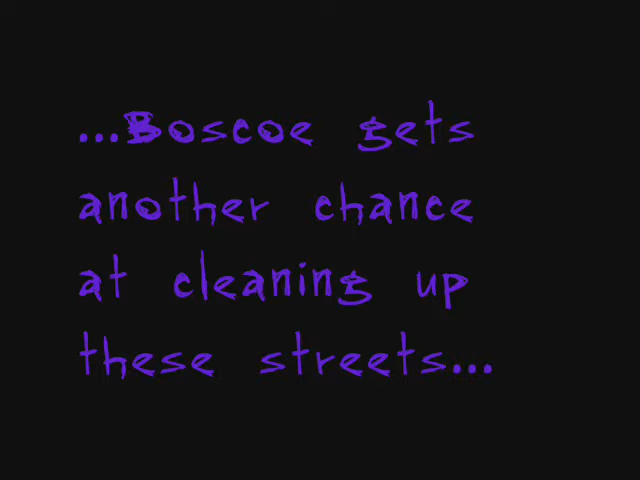 ...Boscoe gets
another chance
at cleaning up
these streets...